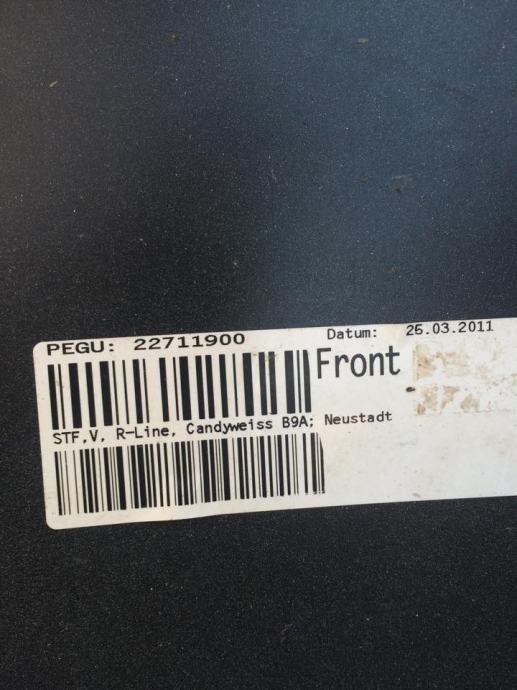 PEGU: 22711900 Datum: 25.03.2011
Front
STF,V, R-Line, Candyweiss B9A; Neustadt